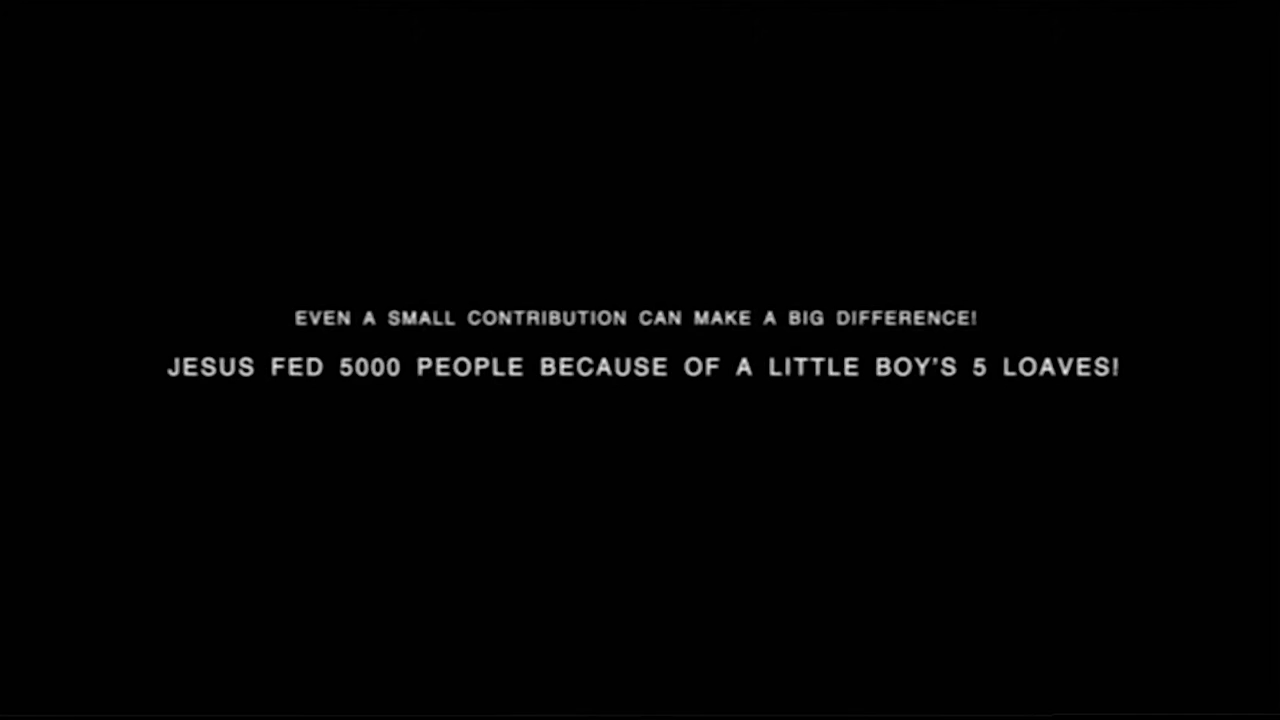 EVEN A SMALL CONTRIBUTION CAN MAKE A BIG DIFFERENCE!
JESUS FED 5000 PEOPLE BECAUSE OF A LITTLE BOY'S 5 LOAVES!